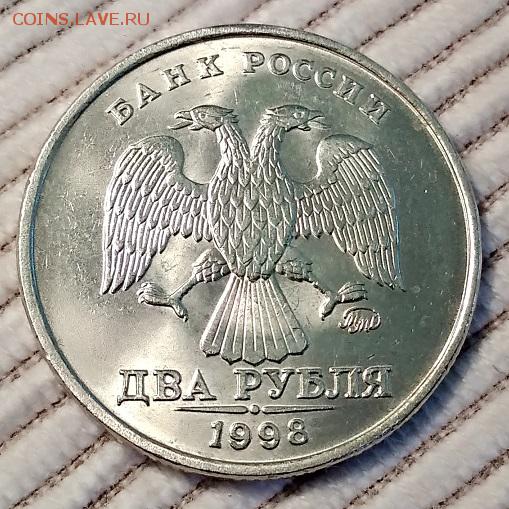 COINS.LAVE.RU
БАНК РОССИИ
ММД
ДВА РУБЛЯ
1998